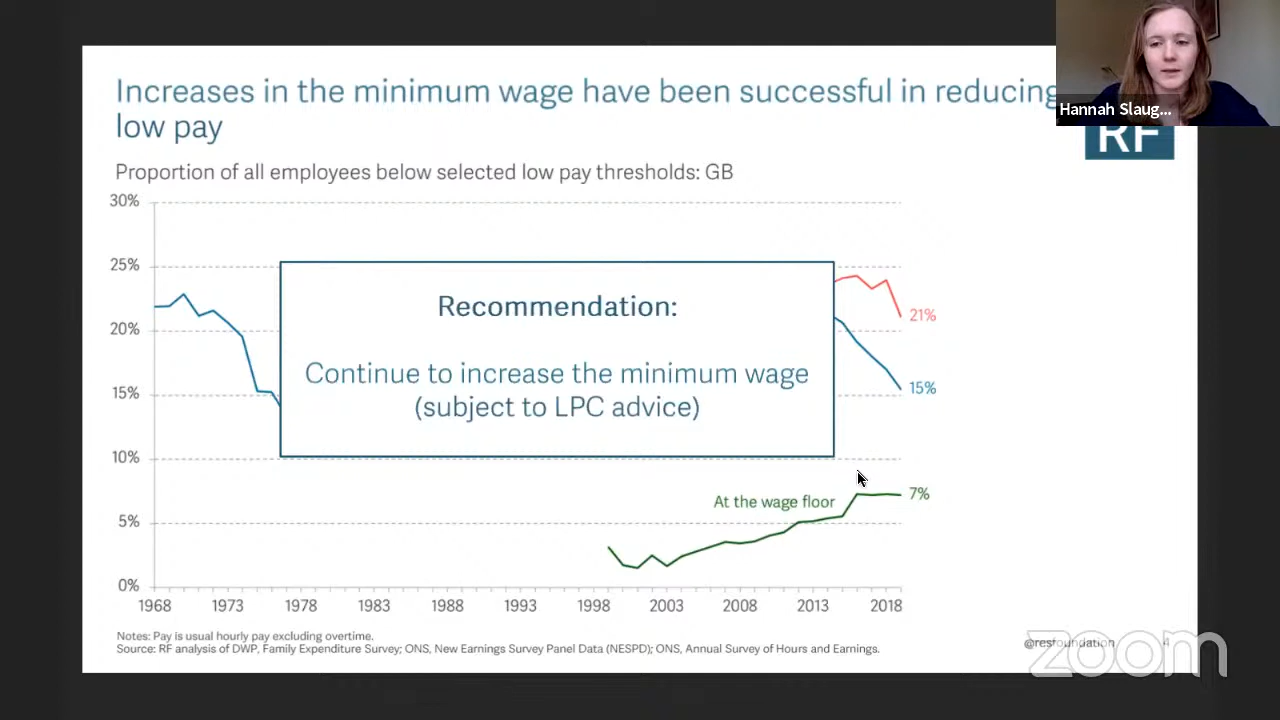 Increases in the minimum wage have been successful in reducing
low pay
Hannah Slaug...
RF
Proportion of all employees below selected low pay thresholds: GB
30%
25%
20%
15%
10%
5%
0%
Recommendation:
Continue to increase the minimum wage
(subject to LPC advice)
21%
15%
At the wage floor
7%
1968 1973 1978 1983 1988 1993 1998 2003 2008 2013 2018
Notes: Pay is usual hourly pay excluding overtime.
Source: RF analysis of DWP, Family Expenditure Survey; ONS, New Earnings Survey Panel Data (NESPD); ONS, Annual Survey of Hours and Earnings.
@resfoundation
4
zoom